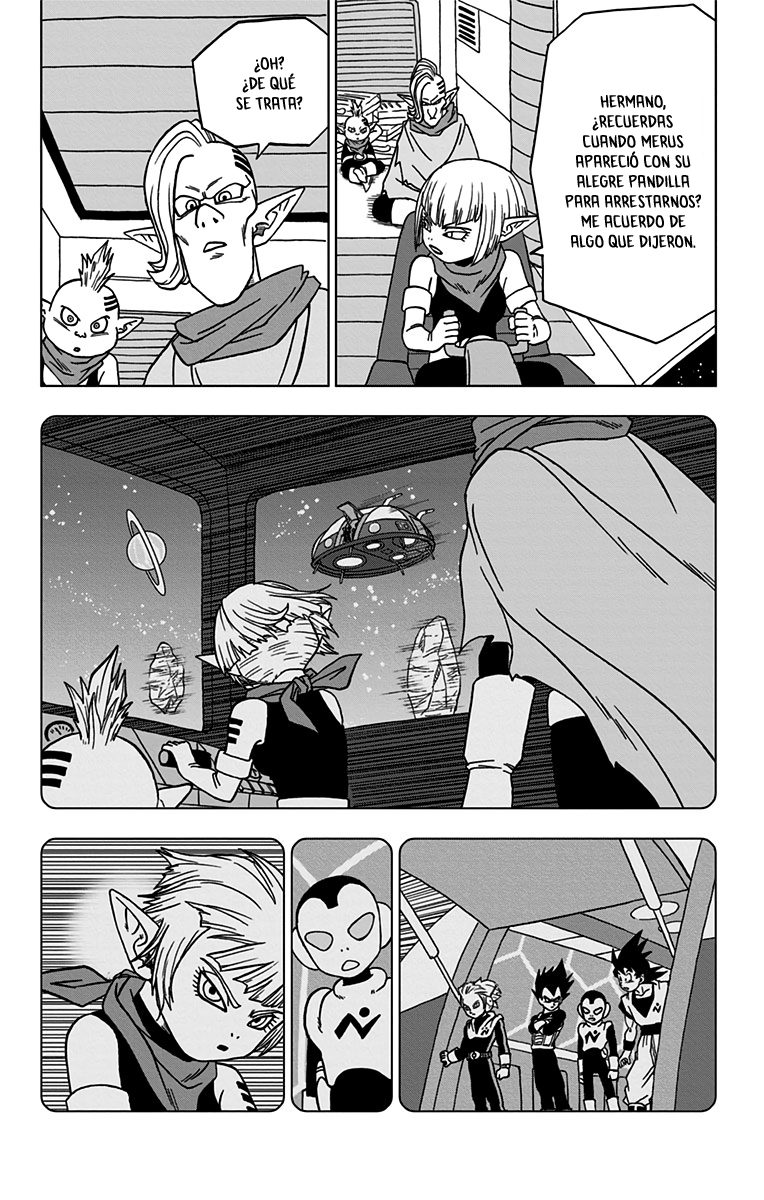 HERMANO,
¿RECUERDAS
CUANDO MERUS
APARECIÓ CON SU
ALEGRE PANDILLA
PARA ARRESTARNOS?
ME ACUERDO DE
ALGO QUE DIJERON.
¿OH?
¿DE QUÉ
SE TRATA?